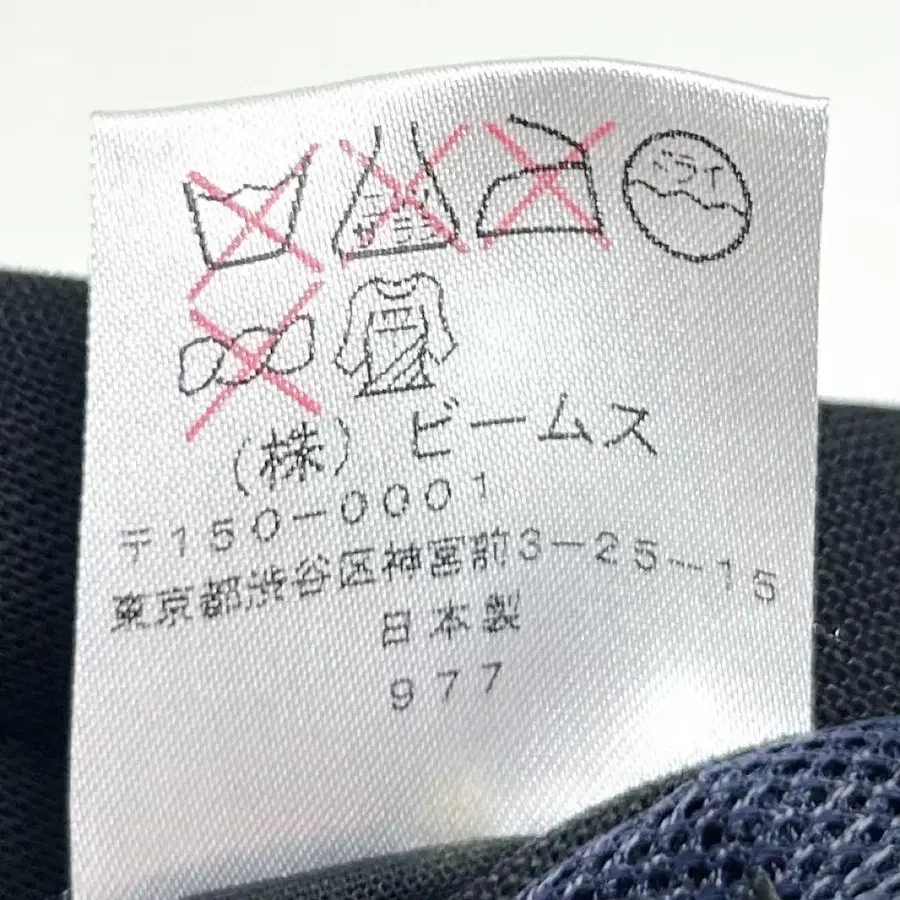 ドライ
(株) ビームス
〒150-0001
東京都渋谷区神宮前3-25-15
日本製
977